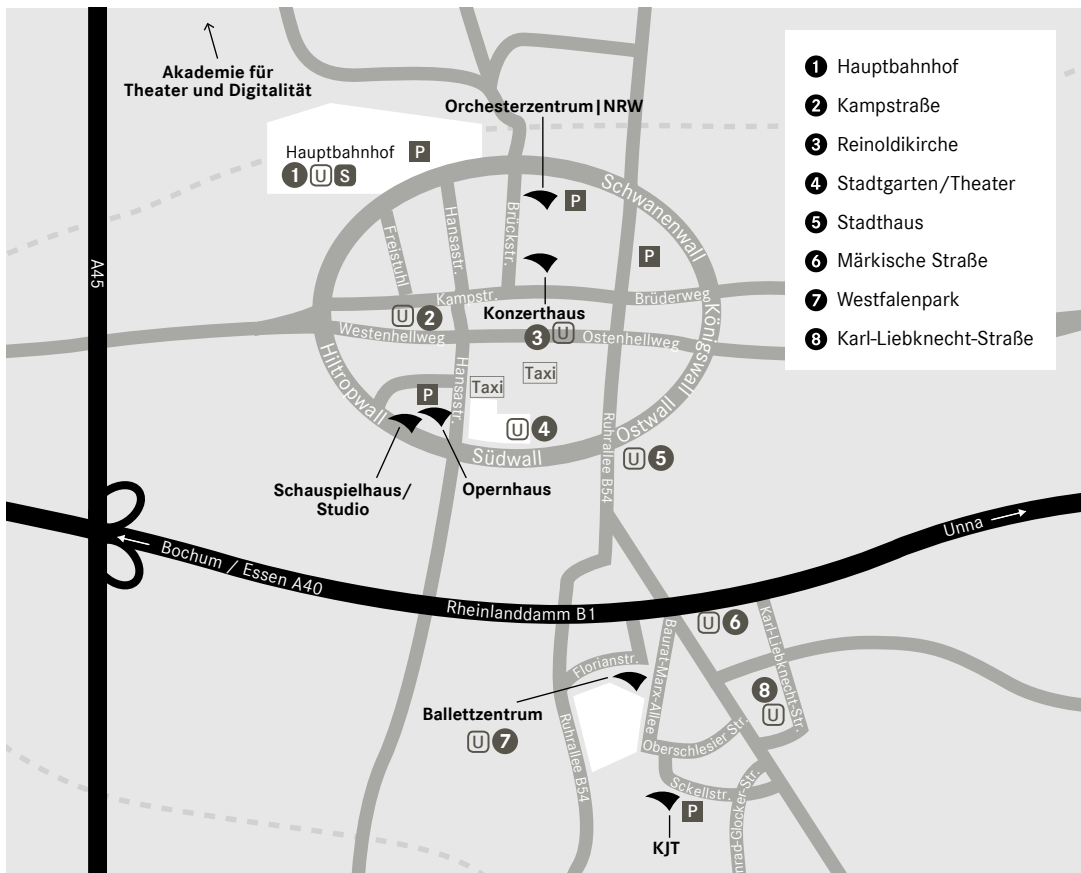 Akademie für
Theater und Digitalität
Orchesterzentrum|NRW
Hauptbahnhof P
1 U S
P
P
Schwanenwall
Freistuhl
Hansastr.
Brückstr.
Kampstr.
Brüderweg
Konzerthaus
U 2
3 U
Westenhellweg
Ostenhellweg
Königswall
Hiltropwall
Hansastr.
Taxi
Taxi
P
U 4
Südwall
Ostwall
Ruhrallee B54
U 5
Schauspielhaus/
Studio
Opernhaus
A45
Bochum / Essen A40
Rheinlanddamm B1
Unna
U 6
Karl-Liebknecht-Str.
Baurat-Marx-Allee
Florianstr.
Ballettzentrum
U 7
8
U
Ruhrallee B54
Oberschlesier Str.
Sckellstr.
nrad-Glocker-Str.
P
KJT
1 Hauptbahnhof
2 Kampstraße
3 Reinoldikirche
4 Stadtgarten/Theater
5 Stadthaus
6 Märkische Straße
7 Westfalenpark
8 Karl-Liebknecht-Straße